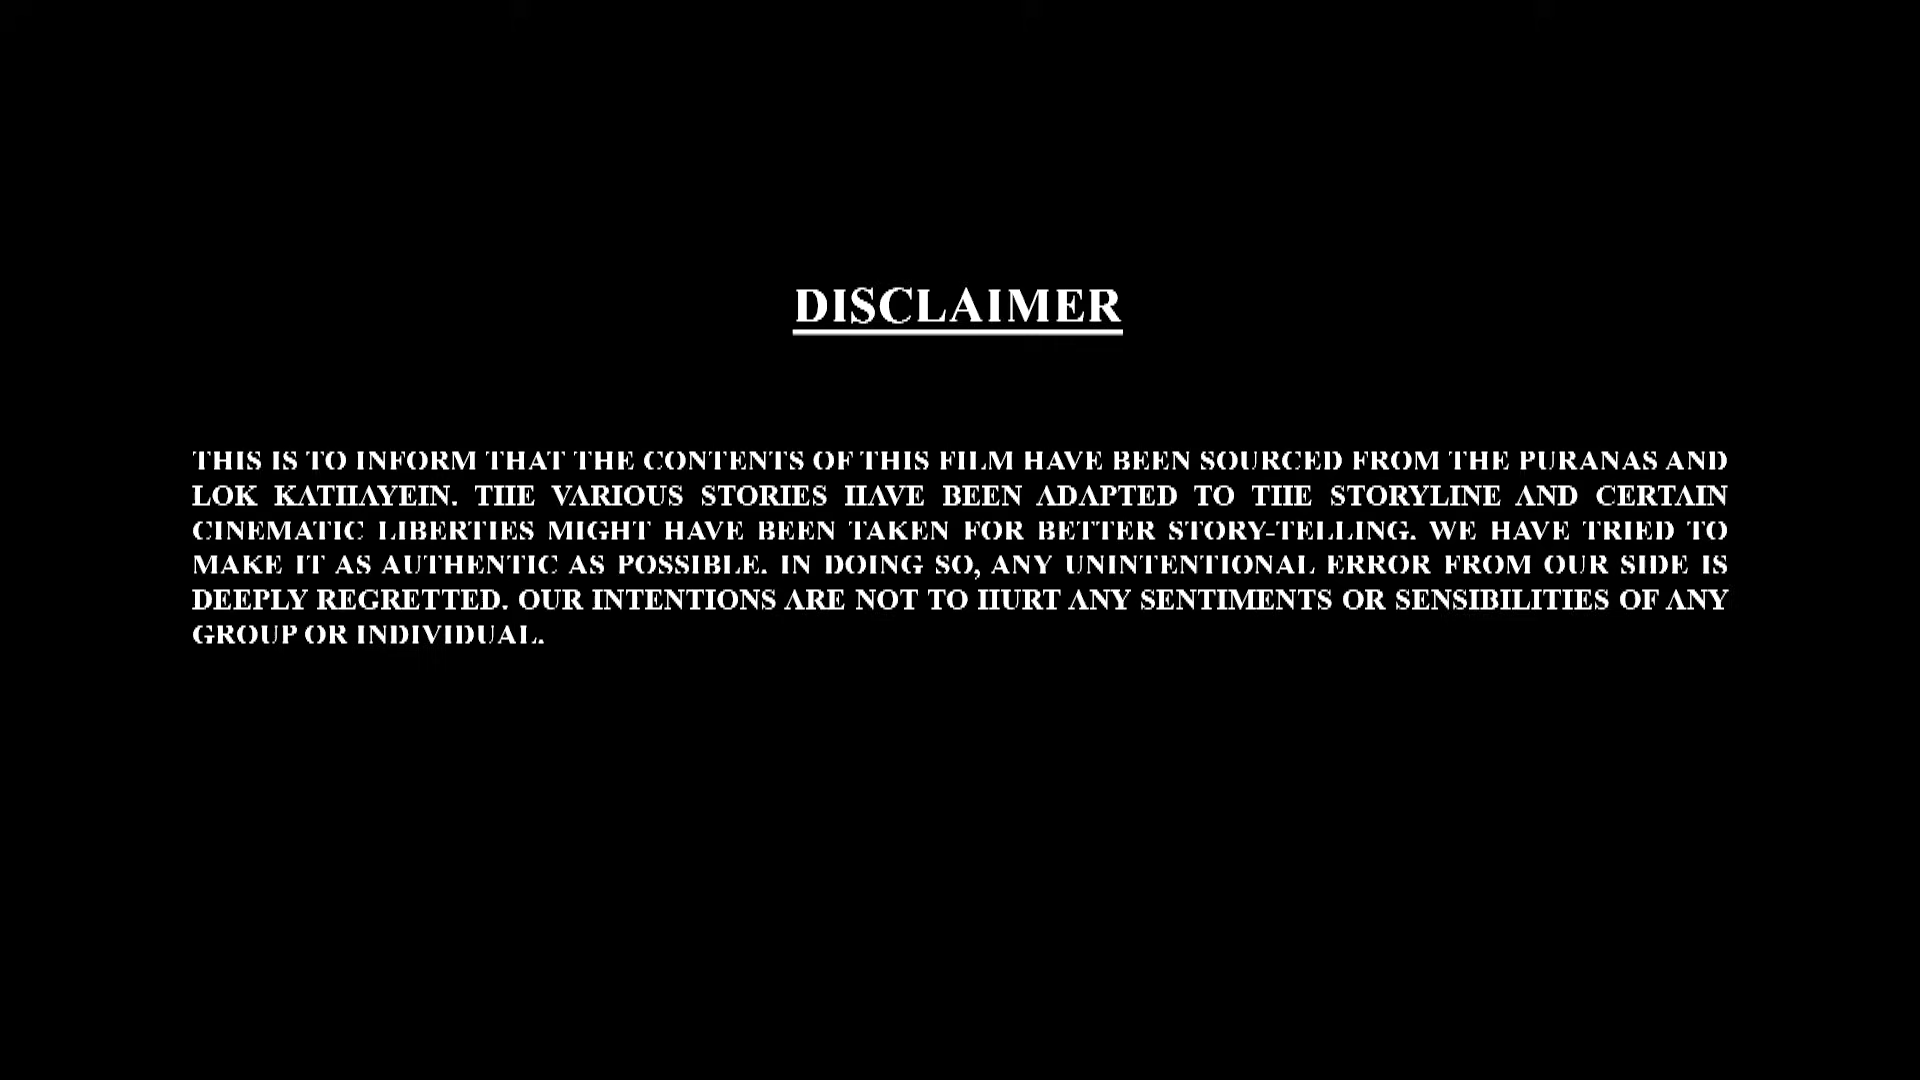 DISCLAIMER
THIS IS TO INFORM THAT THE CONTENTS OF THIS FILM HAVE BEEN SOURCED FROM THE PURANAS AND
LOK KATHAYEIN. THE VARIOUS STORIES HAVE BEEN ADAPTED TO THE STORYLINE AND CERTAIN
CINEMATIC LIBERTIES MIGHT HAVE BEEN TAKEN FOR BETTER STORY-TELLING. WE HAVE TRIED TO
MAKE IT AS AUTHENTIC AS POSSIBLE. IN DOING SO, ANY UNINTENTIONAL ERROR FROM OUR SIDE IS
DEEPLY REGRETTED. OUR INTENTIONS ARE NOT TO HURT ANY SENTIMENTS OR SENSIBILITIES OF ANY
GROUP OR INDIVIDUAL.